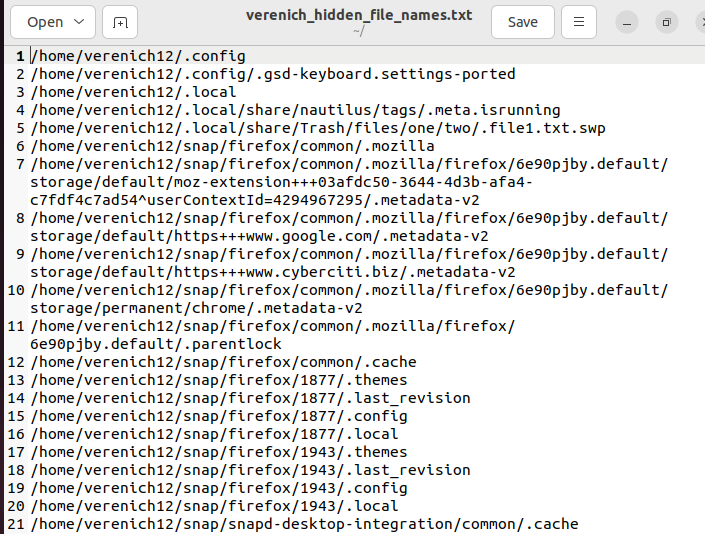 Open
verenich_hidden_file_names.txt
~/
Save
1 /home/verenich12/.config
2 /home/verenich12/.config/.gsd-keyboard.settings-ported
3 /home/verenich12/.local
4 /home/verenich12/.local/share/nautilus/tags/.meta.isrunning
5 /home/verenich12/.local/share/Trash/files/one/two/.file1.txt.swp
6 /home/verenich12/snap/firefox/common/.mozilla
7 /home/verenich12/snap/firefox/common/.mozilla/firefox/6e90pjby.default/
storage/default/moz-extension+++03afdc50-3644-4d3b-afa4-
c7fdf4c7ad54^userContextId=4294967295/.metadata-v2
8 /home/verenich12/snap/firefox/common/.mozilla/firefox/6e90pjby.default/
storage/default/https+++www.google.com/.metadata-v2
9 /home/verenich12/snap/firefox/common/.mozilla/firefox/6e90pjby.default/
storage/default/https+++www.cyberciti.biz/.metadata-v2
10 /home/verenich12/snap/firefox/common/.mozilla/firefox/6e90pjby.default/
storage/permanent/chrome/.metadata-v2
11 /home/verenich12/snap/firefox/common/.mozilla/firefox/
6e90pjby.default/.parentlock
12 /home/verenich12/snap/firefox/common/.cache
13 /home/verenich12/snap/firefox/1877/.themes
14 /home/verenich12/snap/firefox/1877/.last_revision
15 /home/verenich12/snap/firefox/1877/.config
16 /home/verenich12/snap/firefox/1877/.local
17 /home/verenich12/snap/firefox/1943/.themes
18 /home/verenich12/snap/firefox/1943/.last_revision
19 /home/verenich12/snap/firefox/1943/.config
20 /home/verenich12/snap/firefox/1943/.local
21 /home/verenich12/snap/snapd-desktop-integration/common/.cache